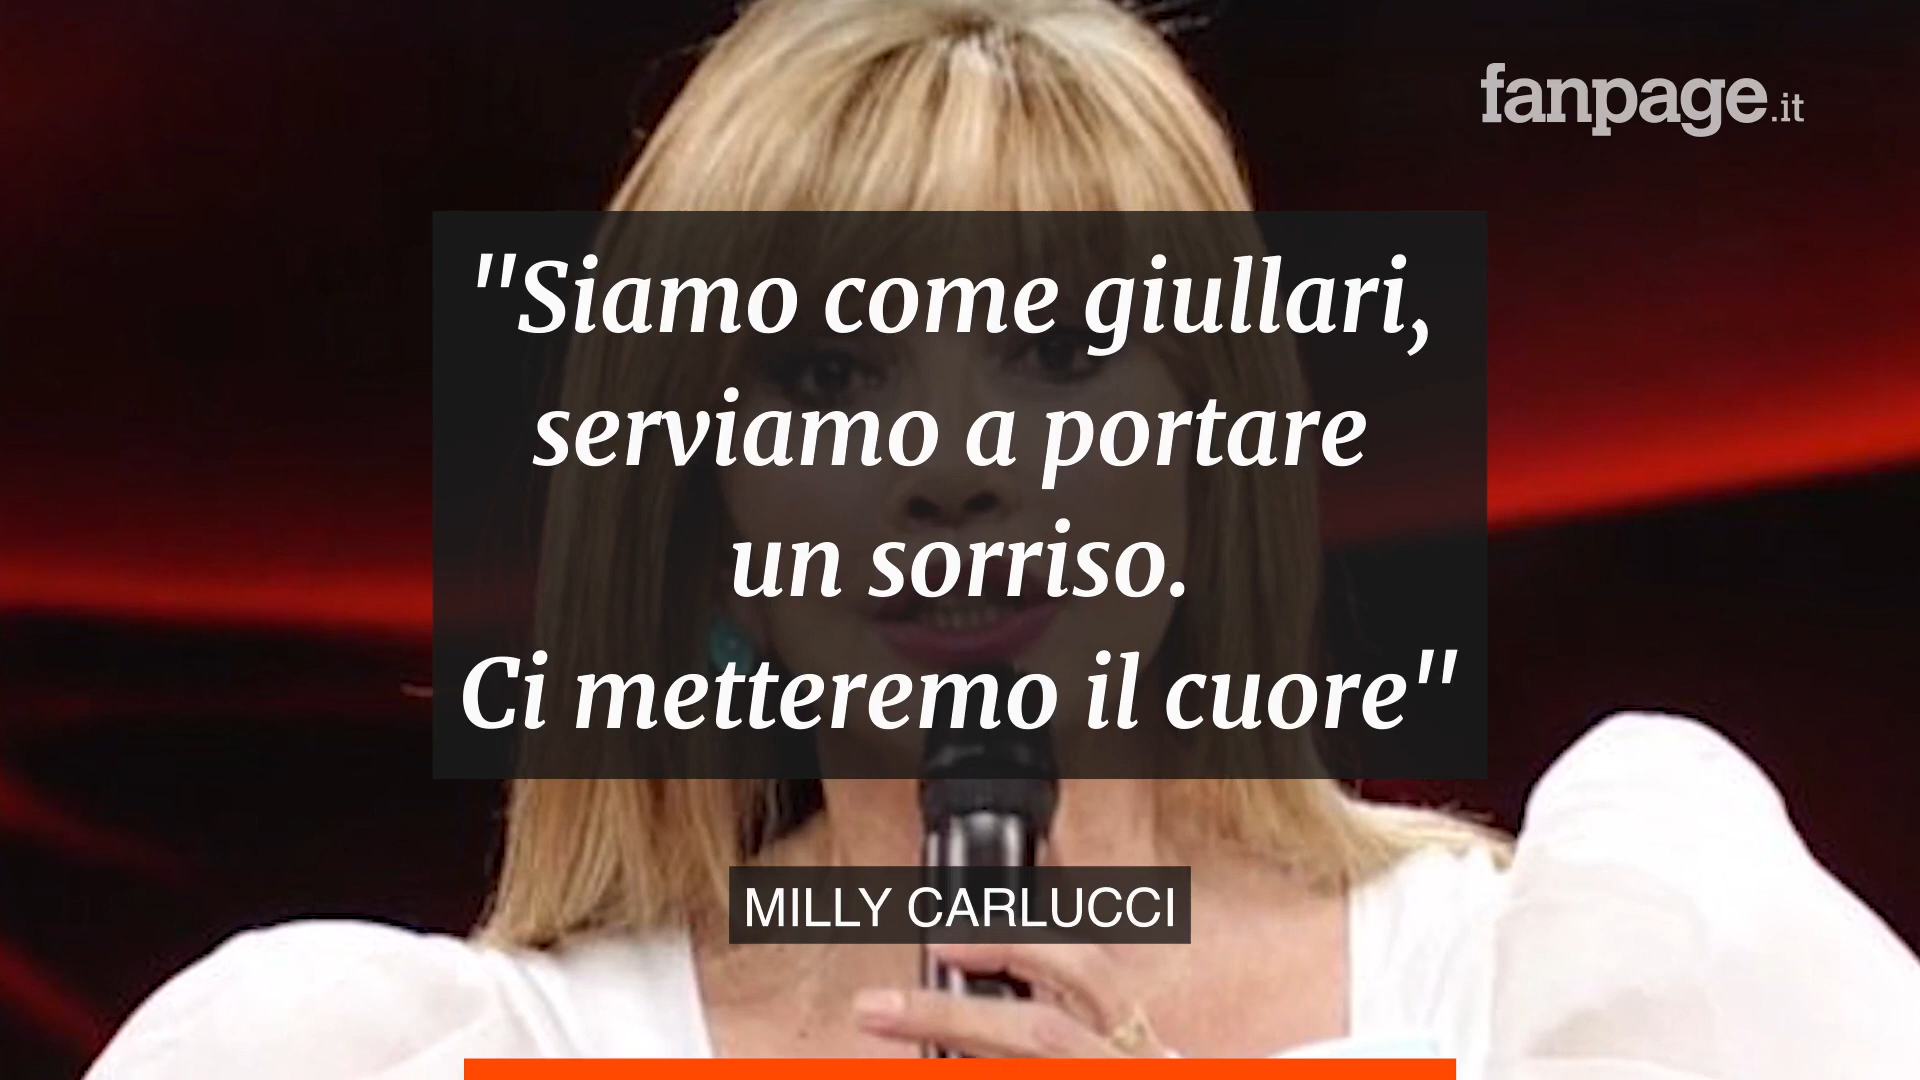 fanpage.it
"Siamo come giullari,
serviamo a portare
un sorriso.
Ci metteremo il cuore"
MILLY CARLUCCI